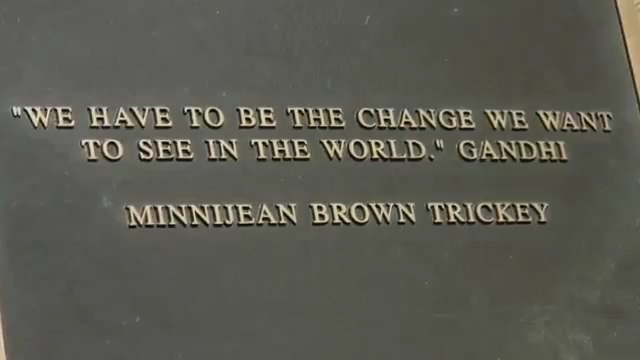 "WE HAVE TO BE THE CHANGE WE WANT
TO SEE IN THE WORLD." GANDHI
MINNIJEAN BROWN TRICKEY